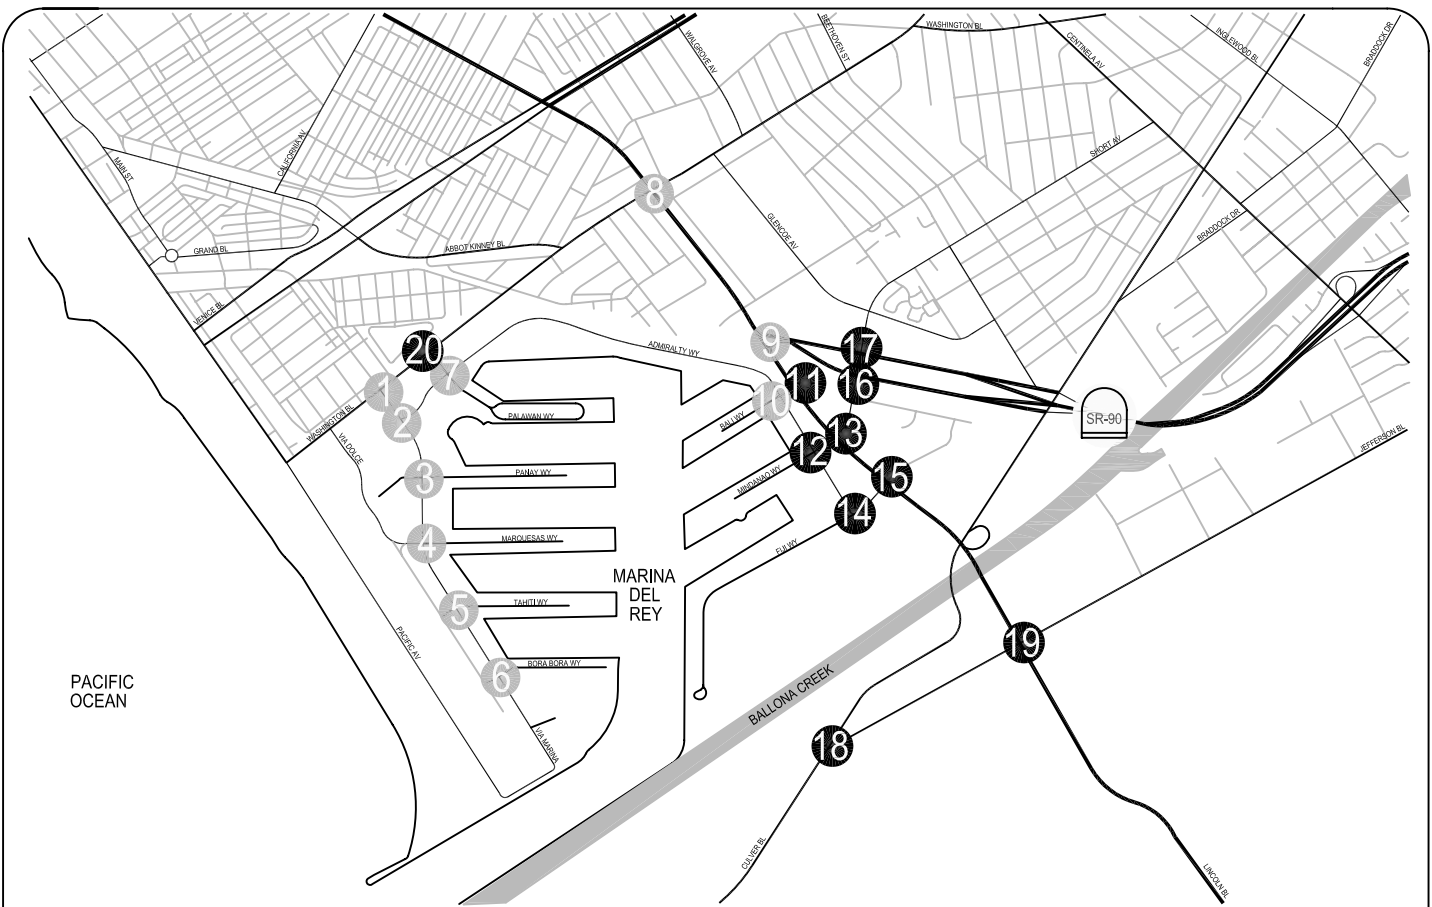 WASHINGTON BL
BEETHOVEN ST
WALGROVE AV
CENTINELA AV
INGLEWOOD BL
BRADDOCK DR
CALIFORNIA AV
MAIN ST
SHORT AV
8
GLENCOE AV
BRADDOCK DR
GRAND BL
ABBOT KINNEY BL
VENICE BL
ADMIRALTY WY
9
17
20
7
11
16
1
10
SR-90
WASHINGTON BL
2
PALAWAN WY
BALI WY
13
JEFFERSON BL
VIA DOLCE
12
3
PANAY WY
MINDANAO WY
15
14
4
MARQUESAS WY
FIJI WY
MARINA
DEL
REY
5
TAHITI WY
PACIFIC AV
19
6
BORA BORA WY
PACIFIC
OCEAN
BALLONA CREEK
VIA MARINA
18
CULVER BL
LINCOLN BL